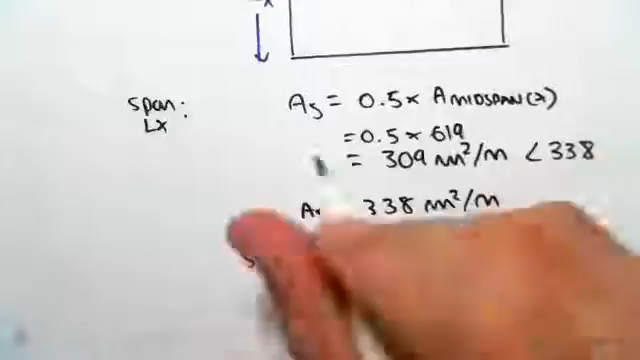 Span:
Lx
As = 0.5 x AMIDSPAN(x)
= 0.5 x 619
= 309 mm²/m < 338
338 mm²/m